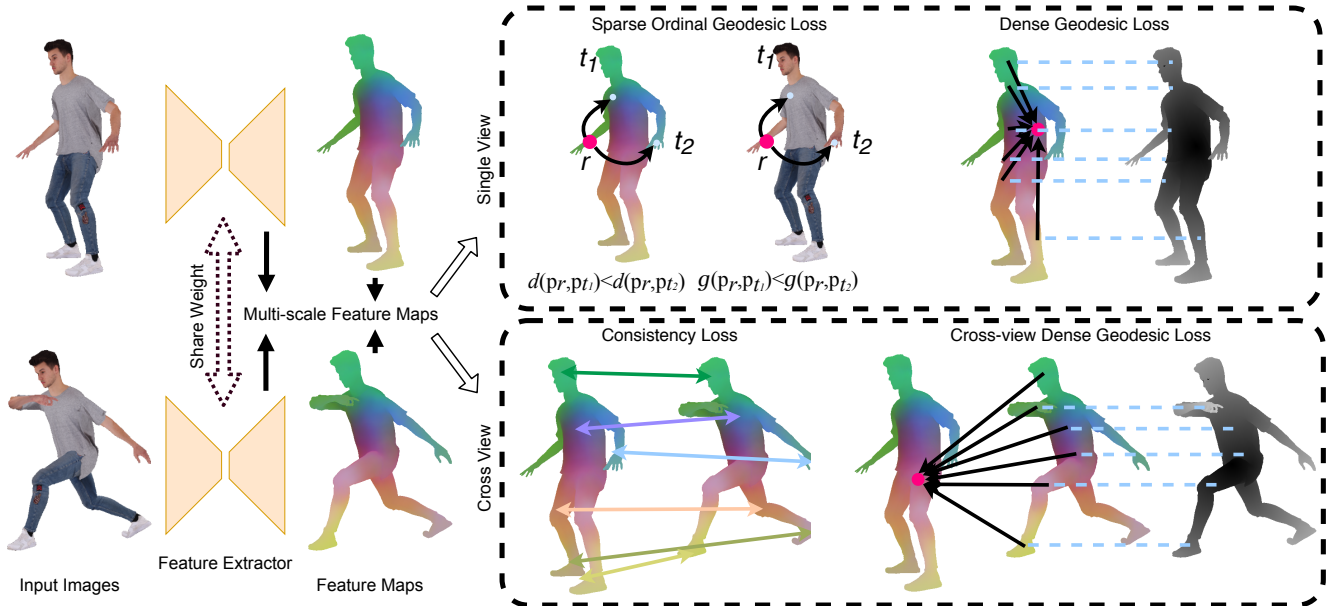 Sparse Ordinal Geodesic Loss
Dense Geodesic Loss
t1
t2
r
t1
t2
r
Single View
d(pr,pt1)<d(pr,pt2)
g(pr,pt1)<g(pr,pt2)
Share Weight
Multi-scale Feature Maps
Consistency Loss
Cross-view Dense Geodesic Loss
Cross View
Feature Extractor
Input Images
Feature Maps